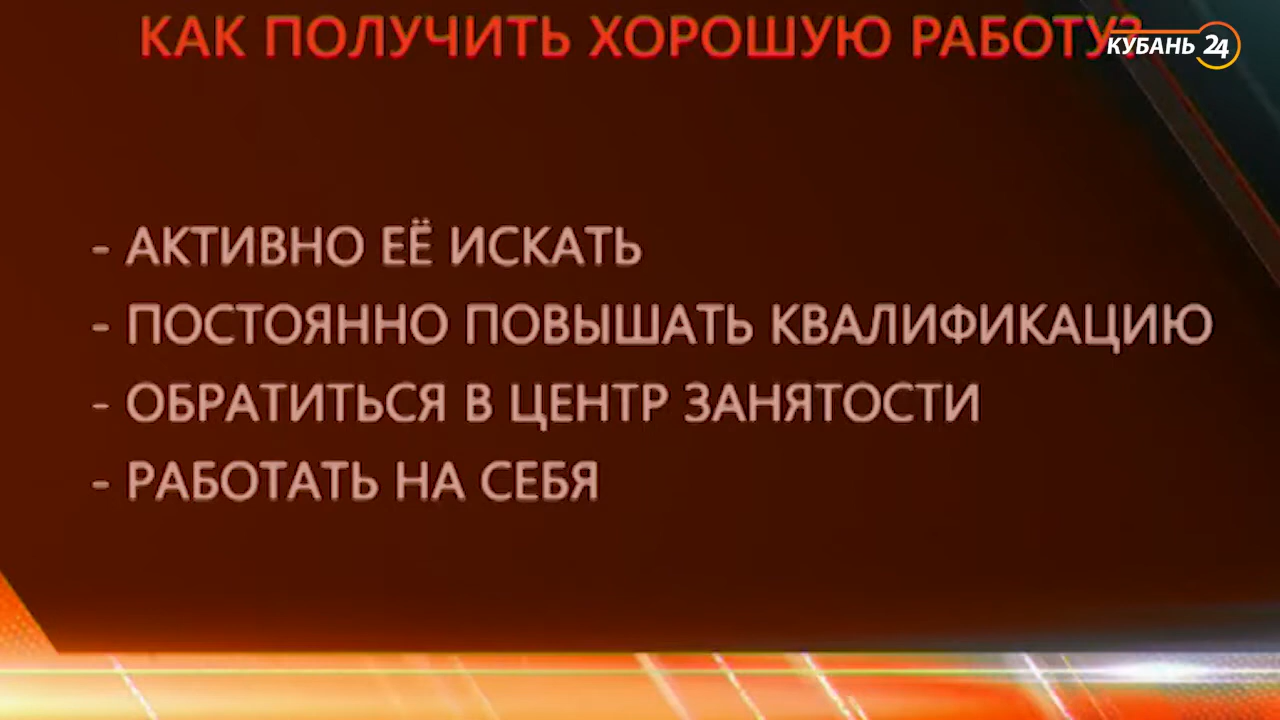 КАК ПОЛУЧИТЬ ХОРОШУЮ РАБОТУ?
КУБАНЬ 24
- АКТИВНО ЕЁ ИСКАТЬ
- ПОСТОЯННО ПОВЫШАТЬ КВАЛИФИКАЦИЮ
- ОБРАТИТЬСЯ В ЦЕНТР ЗАНЯТОСТИ
- РАБОТАТЬ НА СЕБЯ